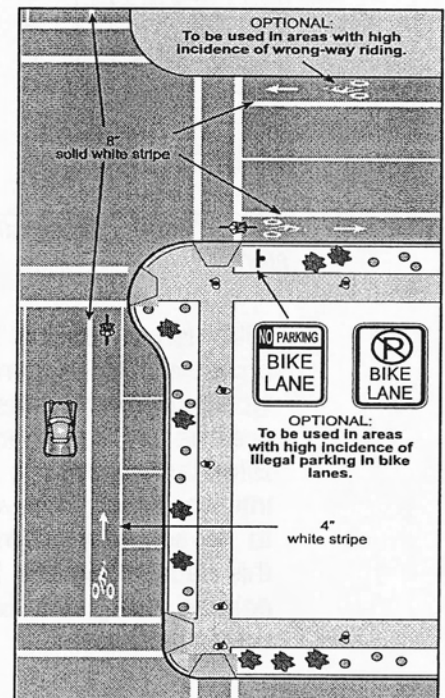 OPTIONAL:
To be used in areas with high
incidence of wrong-way riding.
8"
solid white stripe
NO PARKING
BIKE
LANE
P
BIKE
LANE
OPTIONAL:
To be used in areas
with high incidence of
Illegal parking in bike
lanes.
4"
white stripe